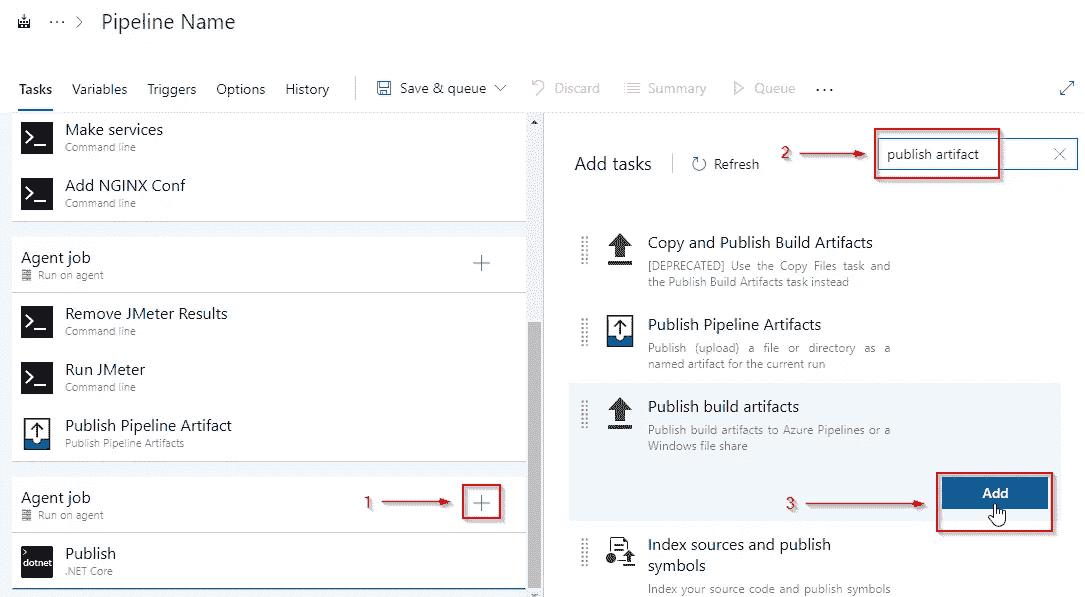 ... > Pipeline Name
Tasks Variables Triggers Options History Save & queue Discard Summary Queue ...
Make services
Command line
Add NGINX Conf
Command line
Agent job
Run on agent
Remove JMeter Results
Command line
Run JMeter
Command line
Publish Pipeline Artifact
Publish Pipeline Artifacts
Agent job
Run on agent
1
dotnet
Publish
.NET Core
Add tasks
Refresh
2
publish artifact
Copy and Publish Build Artifacts
[DEPRECATED] Use the Copy Files task and
the Publish Build Artifacts task instead
Publish Pipeline Artifacts
Publish (upload) a file or directory as a
named artifact for the current run
Publish build artifacts
Publish build artifacts to Azure Pipelines or a
Windows file share
3
Add
Index sources and publish
symbols
Index your source code and publish symbols